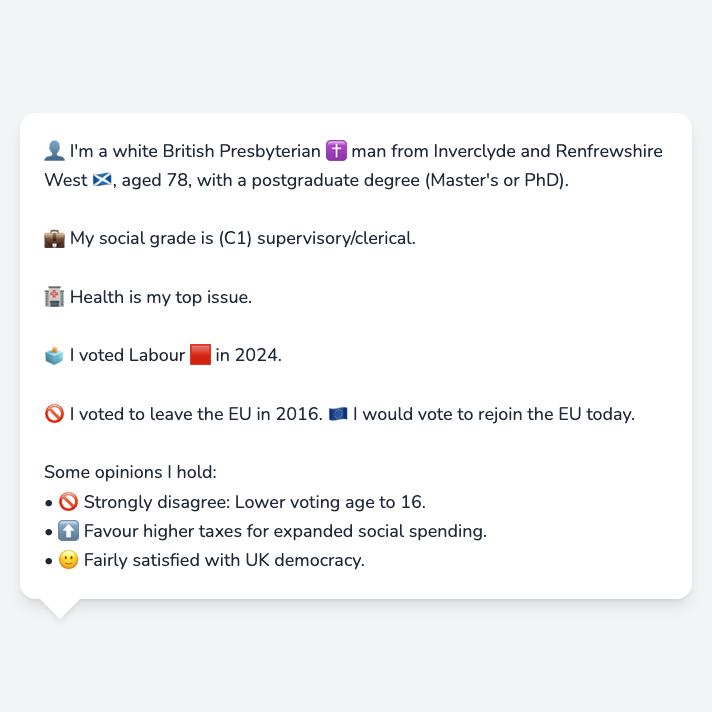 👤 I'm a white British Presbyterian ✝️ man from Inverclyde and Renfrewshire
West 🏴󠁧󠁢󠁳󠁣󠁴󠁿, aged 78, with a postgraduate degree (Master's or PhD).
💼 My social grade is (C1) supervisory/clerical.
🏥 Health is my top issue.
🗳️ I voted Labour 🟥 in 2024.
🚫 I voted to leave the EU in 2016. 🇪🇺 I would vote to rejoin the EU today.
Some opinions I hold:
• 🚫 Strongly disagree: Lower voting age to 16.
• ⬆️ Favour higher taxes for expanded social spending.
• 🙂 Fairly satisfied with UK democracy.